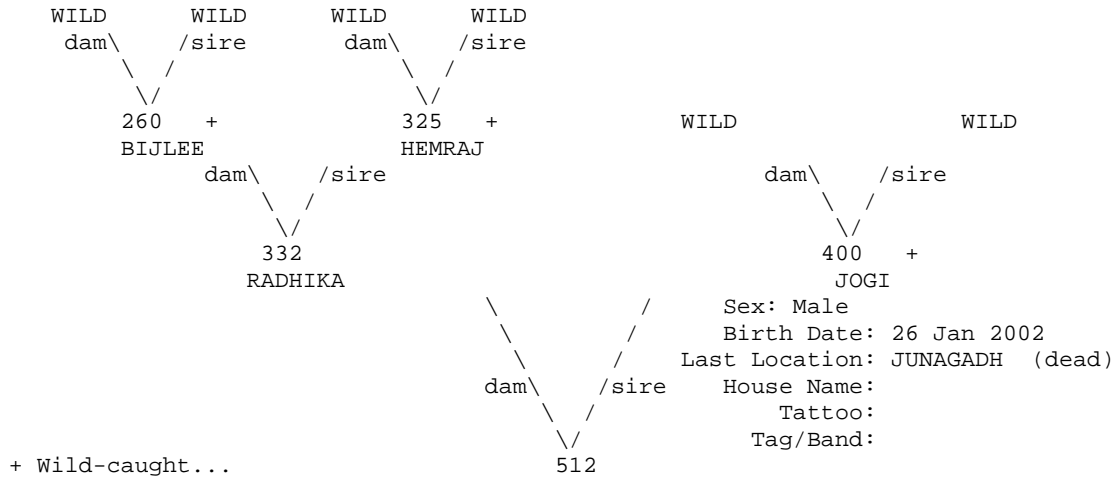 WILD WILD WILD WILD
dam\ /sire dam\ /sire
\ / \ /
\/ \/
260 + 325 + WILD WILD
BIJLEE HEMRAJ
dam\ /sire dam\ /sire
\ / \ /
\/ \/
332 400 +
RADHIKA JOGI
\ / Sex: Male
\ / Birth Date: 26 Jan 2002
\ / Last Location: JUNAGADH (dead)
dam\ /sire House Name:
\ / Tattoo:
\/ Tag/Band:
+ Wild-caught... 512